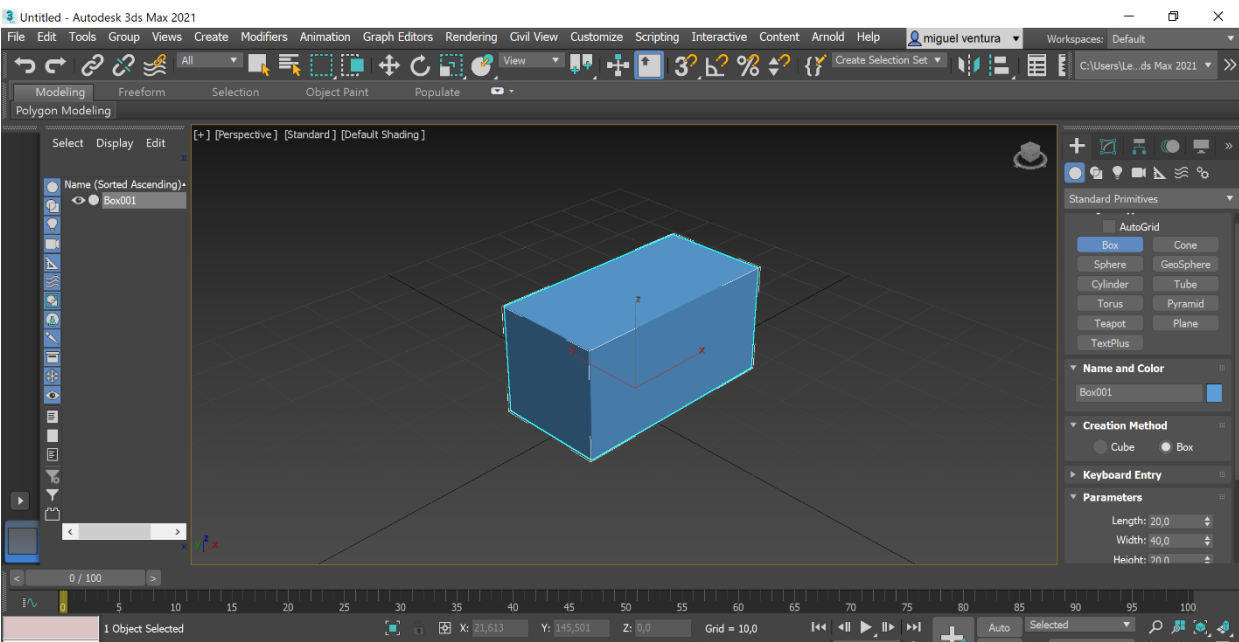 3 Untitled - Autodesk 3ds Max 2021
File Edit Tools Group Views Create Modifiers Animation Graph Editors Rendering Civil View Customize Scripting Interactive Content Arnold Help miguel ventura Workspaces: Default
All View Create Selection Set C:\Users\Le...ds Max 2021
Modeling Freeform Selection Object Paint Populate
Polygon Modeling
Select Display Edit
[+] [Perspective] [Standard] [Default Shading]
Name (Sorted Ascending)
Box001
Standard Primitives
AutoGrid
Box Cone
Sphere GeoSphere
Cylinder Tube
Torus Pyramid
Teapot Plane
TextPlus
Name and Color
Box001
Creation Method
Cube Box
Keyboard Entry
Parameters
Length: 20,0
Width: 40,0
Height: 20,0
z
y x
z
x
< 0 / 100 >
0 5 10 15 20 25 30 35 40 45 50 55 60 65 70 75 80 85 90 95 100
1 Object Selected X: 21,613 Y: 145,501 Z: 0,0 Grid = 10,0 Auto Selected